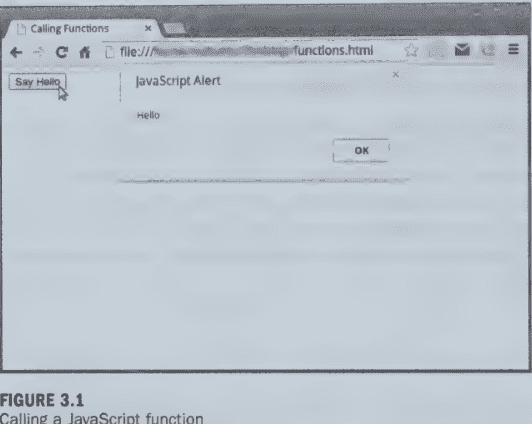 Calling Functions ×
file:/// functions.html
Say Hello
JavaScript Alert ×
Hello
OK
FIGURE 3.1
Calling a JavaScript function